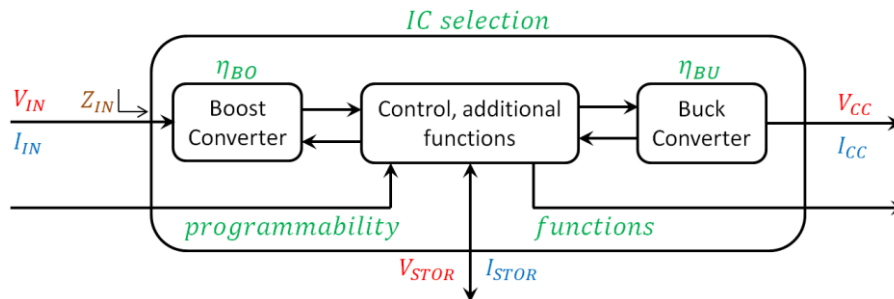 IC selection
η_BO
η_BU
V_IN
Z_IN
Boost
Converter
Control, additional
functions
Buck
Converter
V_CC
I_IN
I_CC
programmability
functions
V_STOR
I_STOR